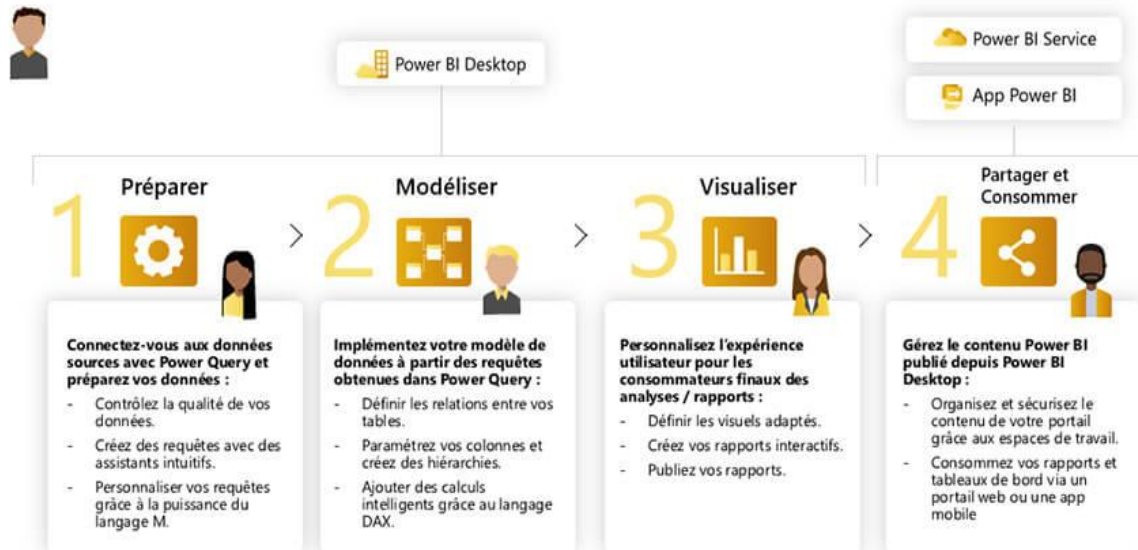 Power BI Desktop
Power BI Service
App Power BI
1
Préparer
Connectez-vous aux données
sources avec Power Query et
préparez vos données :
- Contrôlez la qualité de vos
données.
- Créez des requêtes avec des
assistants intuitifs.
- Personnaliser vos requêtes
grâce à la puissance du
langage M.
2
Modéliser
Implémentez votre modèle de
données à partir des requêtes
obtenues dans Power Query :
- Définir les relations entre vos
tables.
- Paramétrez vos colonnes et
créez des hiérarchies.
- Ajouter des calculs
intelligents grâce au langage
DAX.
3
Visualiser
Personnalisez l'expérience
utilisateur pour les
consommateurs finaux des
analyses / rapports :
- Définir les visuels adaptés.
- Créez vos rapports interactifs.
- Publiez vos rapports.
4
Partager et
Consommer
Gérez le contenu Power BI
publié depuis Power BI
Desktop :
- Organisez et sécurisez le
contenu de votre portail
grâce aux espaces de travail.
- Consommez vos rapports et
tableaux de bord via un
portail web ou une app
mobile